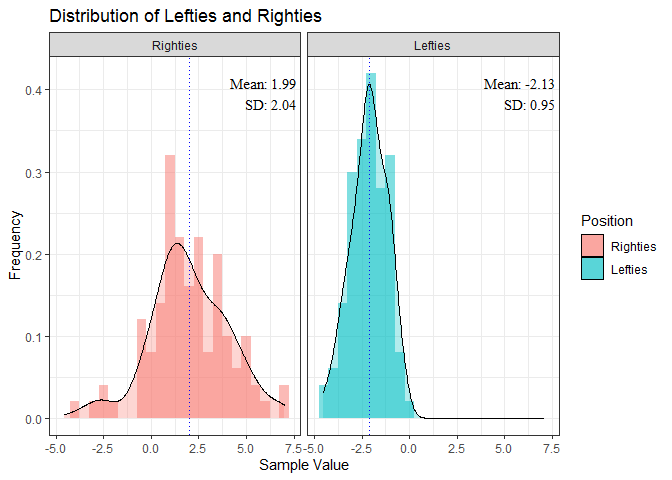 Distribution of Lefties and Righties
Righties
Lefties
Mean: 1.99
SD: 2.04
Mean: -2.13
SD: 0.95
0.4
0.3
0.2
0.1
0.0
Frequency
-5.0 -2.5 0.0 2.5 5.0 7.5
-5.0 -2.5 0.0 2.5 5.0 7.5
Sample Value
Position
Righties
Lefties